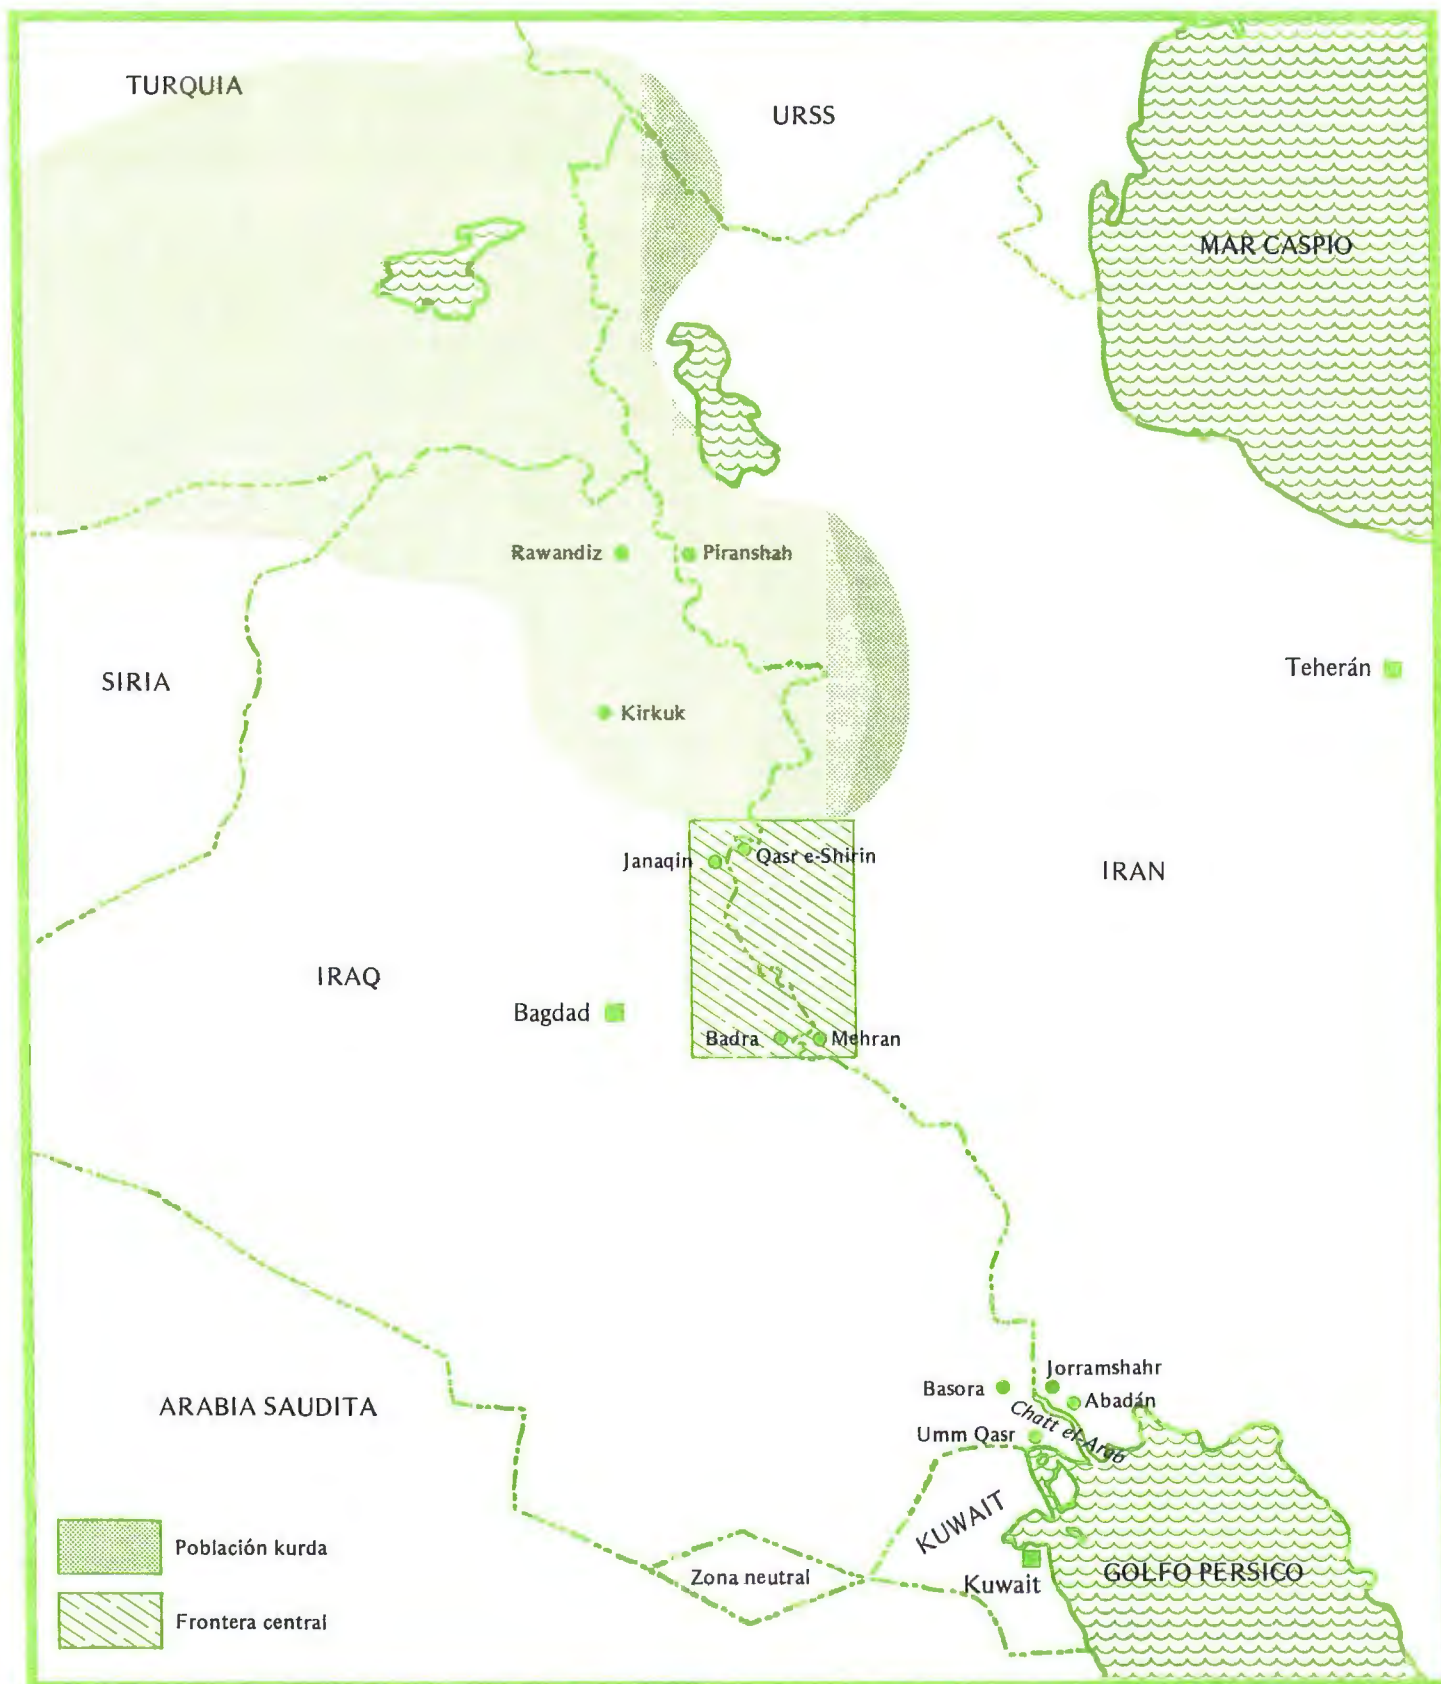 TURQUIA
URSS
MAR CASPIO
Rawandiz
Piranshah
SIRIA
Teherán
Kirkuk
Janaqin
Qasr e-Shirin
IRAN
IRAQ
Bagdad
Badra
Mehran
Jorramshahr
Basora
Abadán
Chatt el-Arab
Umm Qasr
ARABIA SAUDITA
KUWAIT
Población kurda
Zona neutral
Kuwait
GOLFO PERSICO
Frontera central